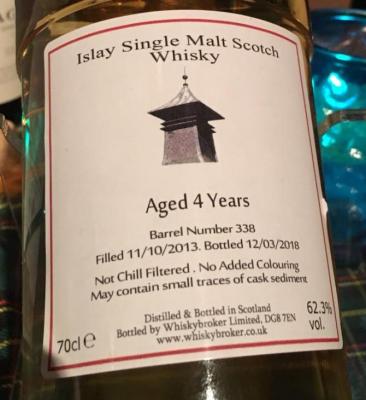 Islay Single Malt Scotch
Whisky
Aged 4 Years
Barrel Number 338
Filled 11/10/2013. Bottled 12/03/2018
Not Chill Filtered . No Added Colouring
May contain small traces of cask sediment
Distilled & Bottled in Scotland
Bottled by Whiskybroker Limited, DG8 7EN
www.whiskybroker.co.uk
70cl e
62.3%
vol.